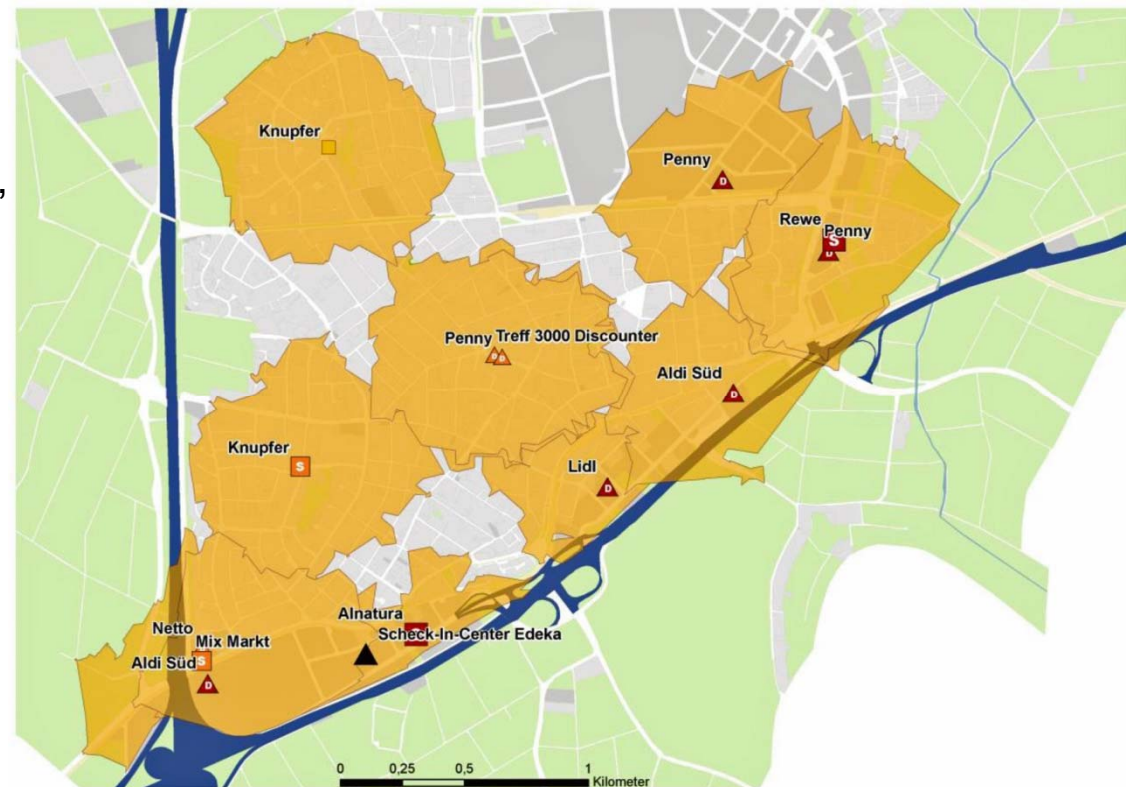 ,
Knupfer
Penny
D
Rewe
Penny
S
D
Penny Treff 3000 Discounter
D D
Aldi Süd
D
Knupfer
S
Lidl
D
Alnatura
Scheck-In-Center Edeka
Netto
Mix Markt
S
Aldi Süd
D
0 0,25 0,5 1
Kilometer